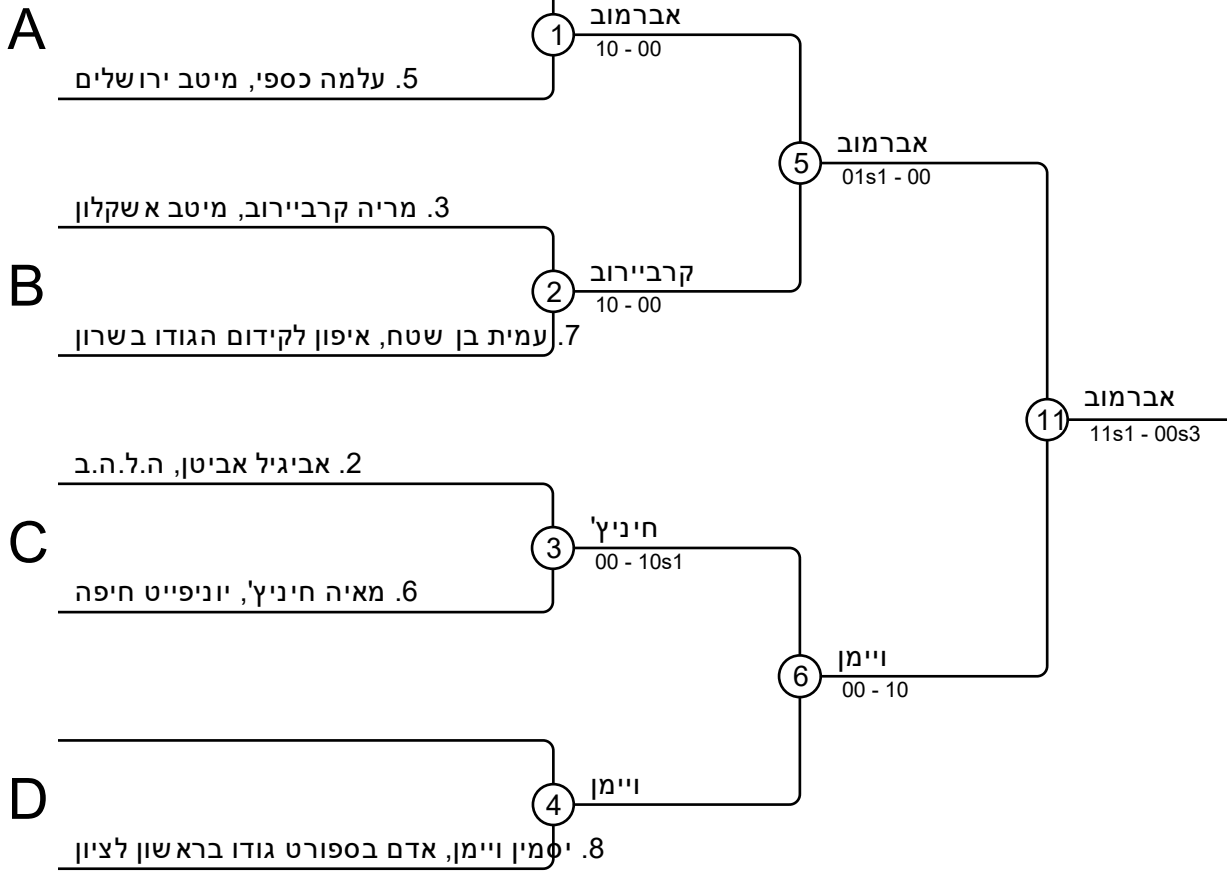 A
1
אברמוב
10 - 00
5. עלמה כספי, מיטב ירושלים
5
אברמוב
01s1 - 00
3. מריה קרביירוב, מיטב אשקלון
B
2
קרביירוב
10 - 00
7. עמית בן שטח, איפון לקידום הגודו בשרון
11
אברמוב
11s1 - 00s3
2. אביגיל אביטן, ה.ל.ה.ב
C
3
חיניץ'
00 - 10s1
6. מאיה חיניץ', יוניפייט חיפה
6
ויימן
00 - 10
D
4
ויימן
8. יסמין ויימן, אדם בספורט גודו בראשון לציון